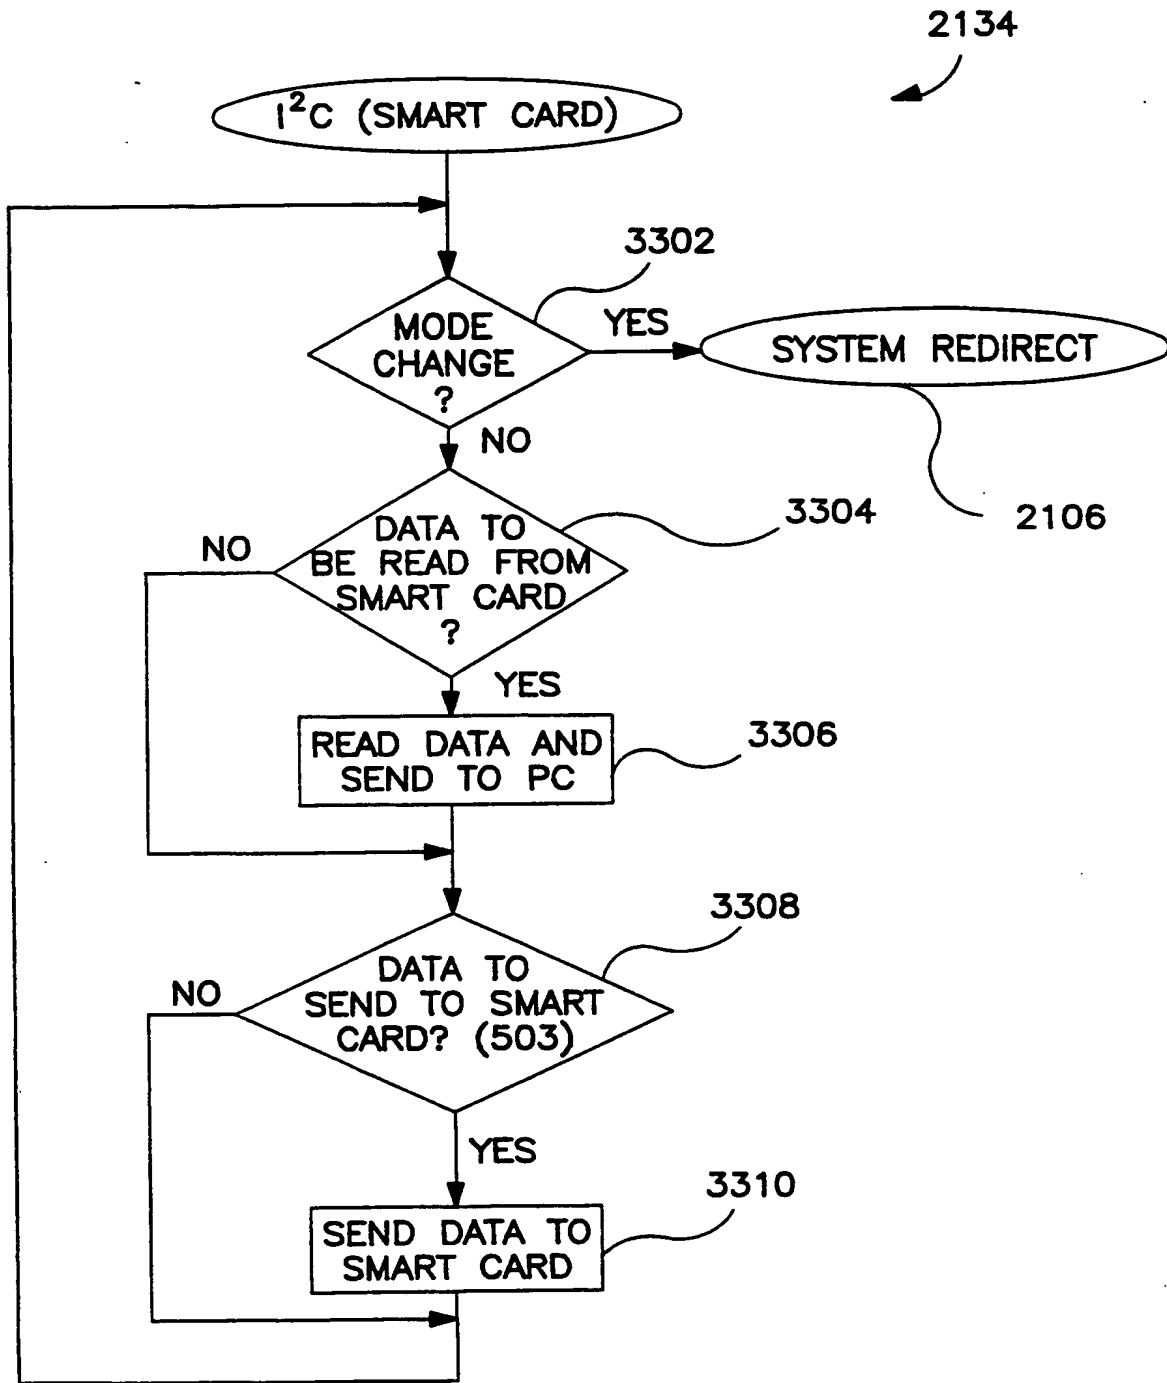 2134
I²C (SMART CARD)
3302
MODE
CHANGE
?
YES
SYSTEM REDIRECT
NO
2106
3304
DATA TO
BE READ FROM
SMART CARD
?
NO
YES
3306
READ DATA AND
SEND TO PC
3308
DATA TO
SEND TO SMART
CARD? (503)
NO
YES
3310
SEND DATA TO
SMART CARD